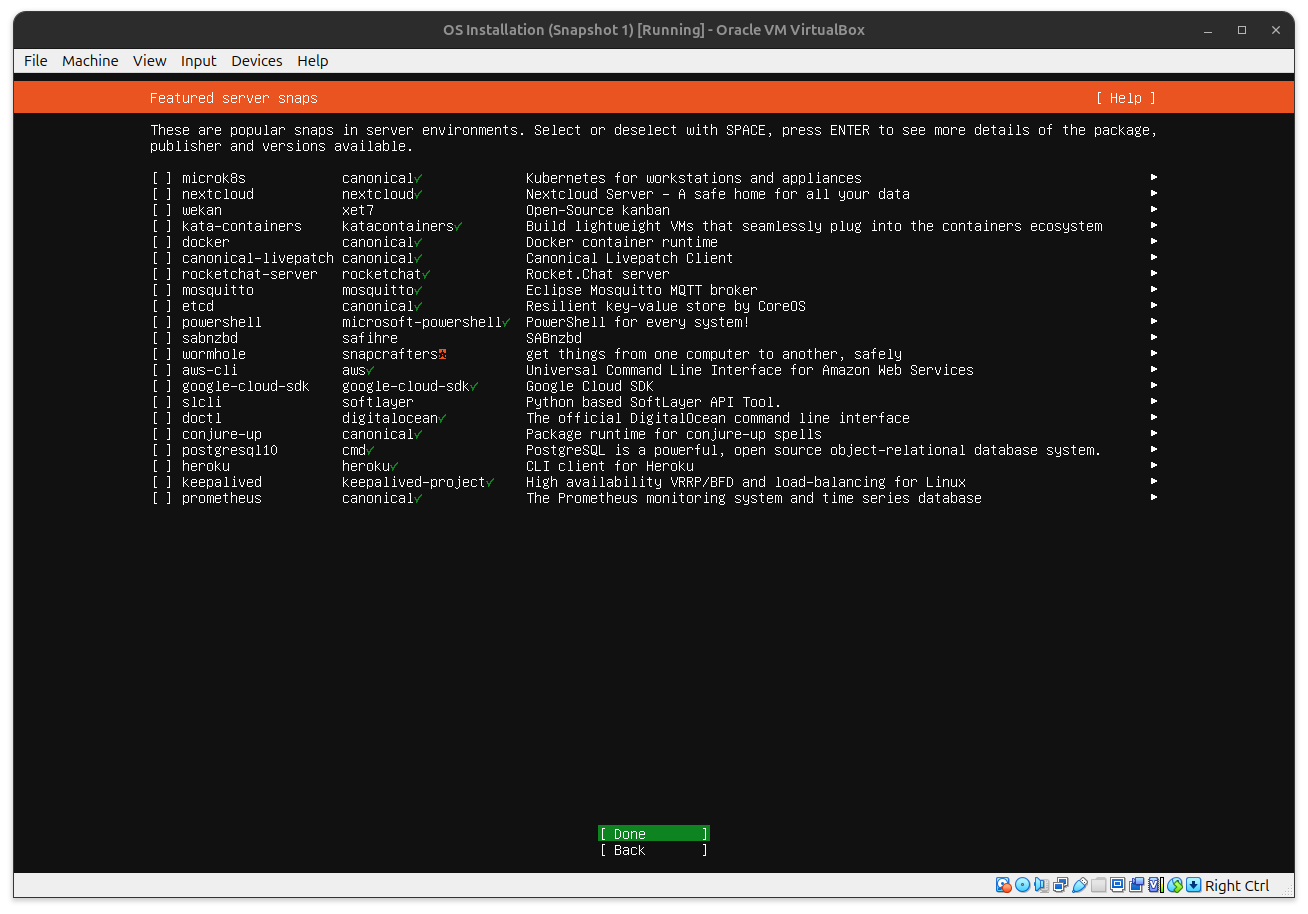 OS Installation (Snapshot 1) [Running] - Oracle VM VirtualBox
File Machine View Input Devices Help
Featured server snaps [ Help ]
These are popular snaps in server environments. Select or deselect with SPACE, press ENTER to see more details of the package,
publisher and versions available.
[ ] microk8s canonical✓ Kubernetes for workstations and appliances ▸
[ ] nextcloud nextcloud✓ Nextcloud Server - A safe home for all your data ▸
[ ] wekan xet7 Open-Source kanban ▸
[ ] kata-containers katacontainers✓ Build lightweight VMs that seamlessly plug into the containers ecosystem ▸
[ ] docker canonical✓ Docker container runtime ▸
[ ] canonical-livepatch canonical✓ Canonical Livepatch Client ▸
[ ] rocketchat-server rocketchat✓ Rocket.Chat server ▸
[ ] mosquitto mosquitto✓ Eclipse Mosquitto MQTT broker ▸
[ ] etcd canonical✓ Resilient key-value store by CoreOS ▸
[ ] powershell microsoft-powershell✓ PowerShell for every system! ▸
[ ] sabnzbd safihre SABnzbd ▸
[ ] wormhole snapcrafters get things from one computer to another, safely ▸
[ ] aws-cli aws✓ Universal Command Line Interface for Amazon Web Services ▸
[ ] google-cloud-sdk google-cloud-sdk✓ Google Cloud SDK ▸
[ ] slcli softlayer Python based SoftLayer API Tool. ▸
[ ] doctl digitalocean✓ The official DigitalOcean command line interface ▸
[ ] conjure-up canonical✓ Package runtime for conjure-up spells ▸
[ ] postgresql10 cmd✓ PostgreSQL is a powerful, open source object-relational database system. ▸
[ ] heroku heroku✓ CLI client for Heroku ▸
[ ] keepalived keepalived-project✓ High availability VRRP/BFD and load-balancing for Linux ▸
[ ] prometheus canonical✓ The Prometheus monitoring system and time series database ▸
[ Done ]
[ Back ]
Right Ctrl